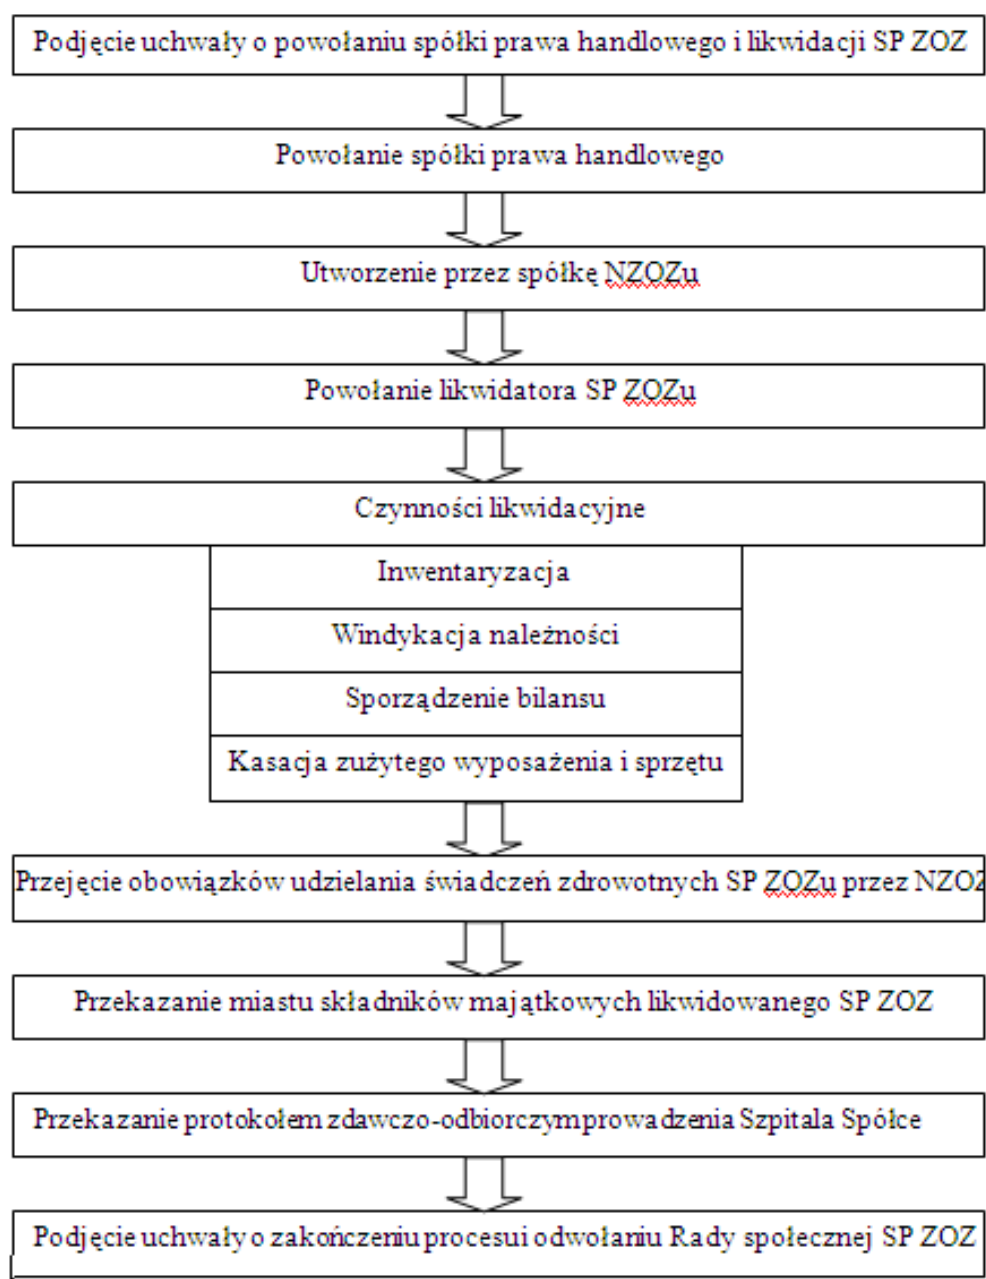 Podjęcie uchwały o powołaniu spółki prawa handlowego i likwidacji SP ZOZ
Powołanie spółki prawa handlowego
Utworzenie przez spółkę NZOZu
Powołanie likwidatora SP ZOZu
Czynności likwidacyjne
Inwentaryzacja
Windykacja należności
Sporządzenie bilansu
Kasacja zużytego wyposażenia i sprzętu
Przejęcie obowiązków udzielania świadczeń zdrowotnych SP ZOZu przez NZOZ
Przekazanie miastu składników majątkowych likwidowanego SP ZOZ
Przekazanie protokołem zdawczo-odbiorczym prowadzenia Szpitala Spółce
Podjęcie uchwały o zakończeniu procesu i odwołaniu Rady społecznej SP ZOZ